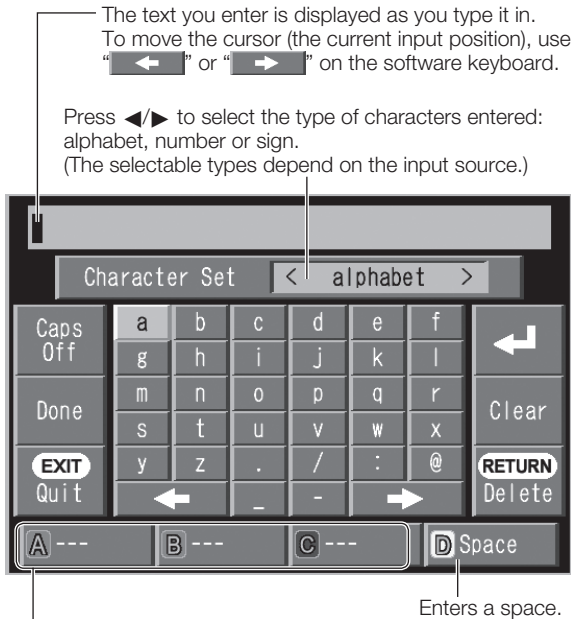 The text you enter is displayed as you type it in.
To move the cursor (the current input position), use
“←” or “→” on the software keyboard.
Press ◀/▶ to select the type of characters entered:
alphabet, number or sign.
(The selectable types depend on the input source.)
Character Set < alphabet >
Caps
Off
a b c d e f
g h i j k l
Done
m n o p q r
s t u v w x
Clear
EXIT
Quit
y z . / : @
← _ - →
RETURN
Delete
A --- B --- C --- D Space
Enters a space.